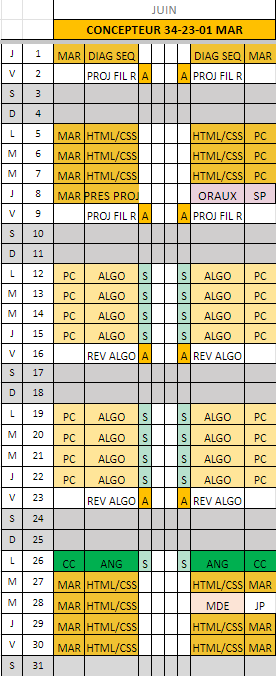 JUIN
CONCEPTEUR 34-23-01 MAR
J 1 MAR DIAG SEQ DIAG SEQ MAR
V 2 PROJ FIL R A A PROJ FIL R
S 3
D 4
L 5 MAR HTML/CSS HTML/CSS PC
M 6 MAR HTML/CSS HTML/CSS PC
M 7 MAR HTML/CSS HTML/CSS PC
J 8 MAR PRES PROJ ORAUX SP
V 9 PROJ FIL R A A PROJ FIL R
S 10
D 11
L 12 PC ALGO S S ALGO PC
M 13 PC ALGO S S ALGO PC
M 14 PC ALGO S S ALGO PC
J 15 PC ALGO S S ALGO PC
V 16 REV ALGO A A REV ALGO
S 17
D 18
L 19 PC ALGO S S ALGO PC
M 20 PC ALGO S S ALGO PC
M 21 PC ALGO S S ALGO PC
J 22 PC ALGO S S ALGO PC
V 23 REV ALGO A A REV ALGO
S 24
D 25
L 26 CC ANG S S ANG CC
M 27 MAR HTML/CSS HTML/CSS MAR
M 28 MAR HTML/CSS MDE JP
J 29 MAR HTML/CSS HTML/CSS MAR
V 30 MAR HTML/CSS HTML/CSS MAR
S 31